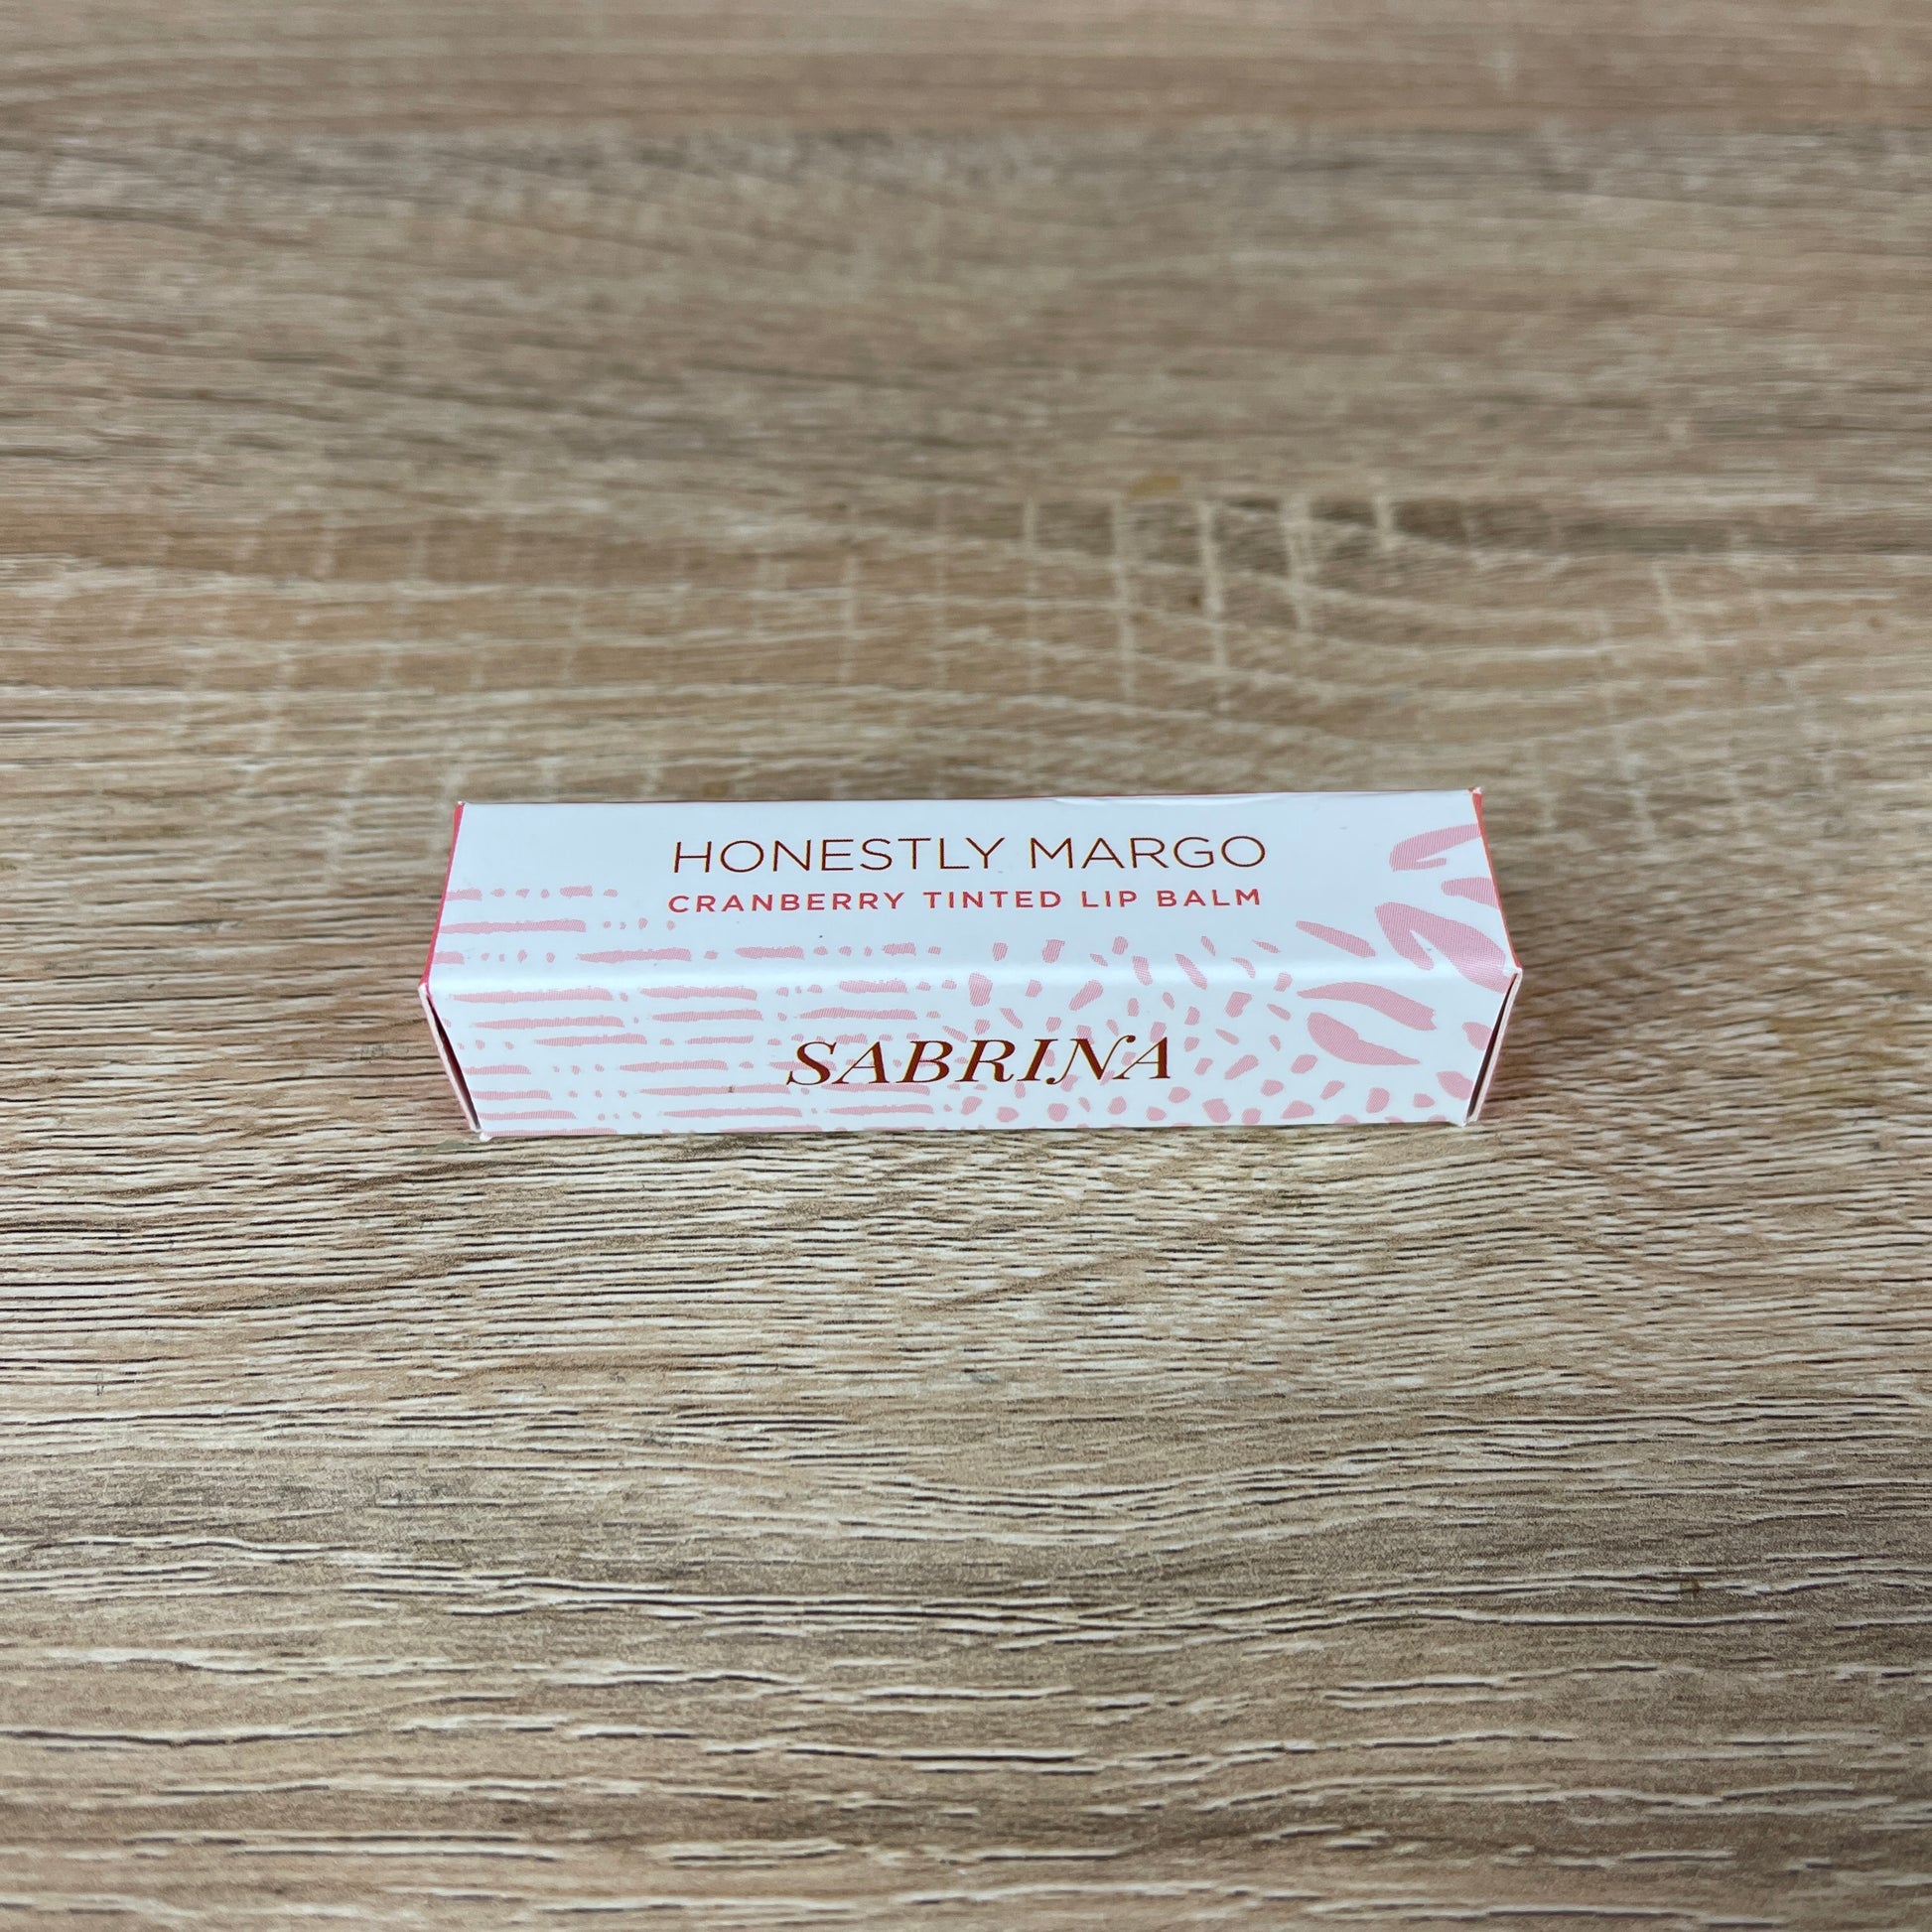 HONESTLY MARGO
CRANBERRY TINTED LIP BALM
SABRINA